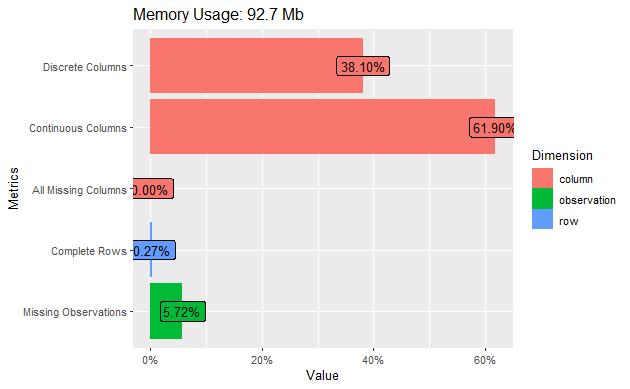 Memory Usage: 92.7 Mb
Discrete Columns
38.10%
Continuous Columns
61.90%
All Missing Columns
0.00%
Complete Rows
0.27%
Missing Observations
5.72%
Metrics
0%
20%
40%
60%
Value
Dimension
column
observation
row